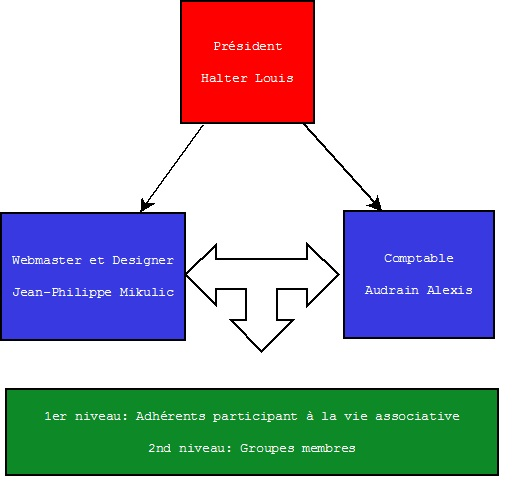 Président
Halter Louis
Webmaster et Designer
Jean-Philippe Mikulic
Comptable
Audrain Alexis
1er niveau: Adhérents participant à la vie associative
2nd niveau: Groupes membres